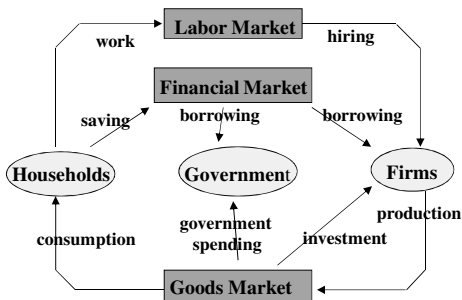 Labor Market
work
hiring
Financial Market
saving
borrowing
borrowing
Households
Government
Firms
production
government
spending
consumption
investment
Goods Market